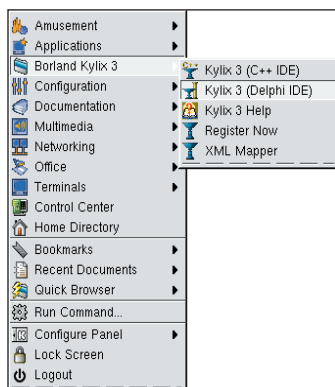 Amusement
Applications
Borland Kylix 3
Configuration
Documentation
Multimedia
Networking
Office
Terminals
Control Center
Home Directory
Bookmarks
Recent Documents
Quick Browser
Run Command...
Configure Panel
Lock Screen
Logout
Kylix 3 (C++ IDE)
Kylix 3 (Delphi IDE)
Kylix 3 Help
Register Now
XML Mapper